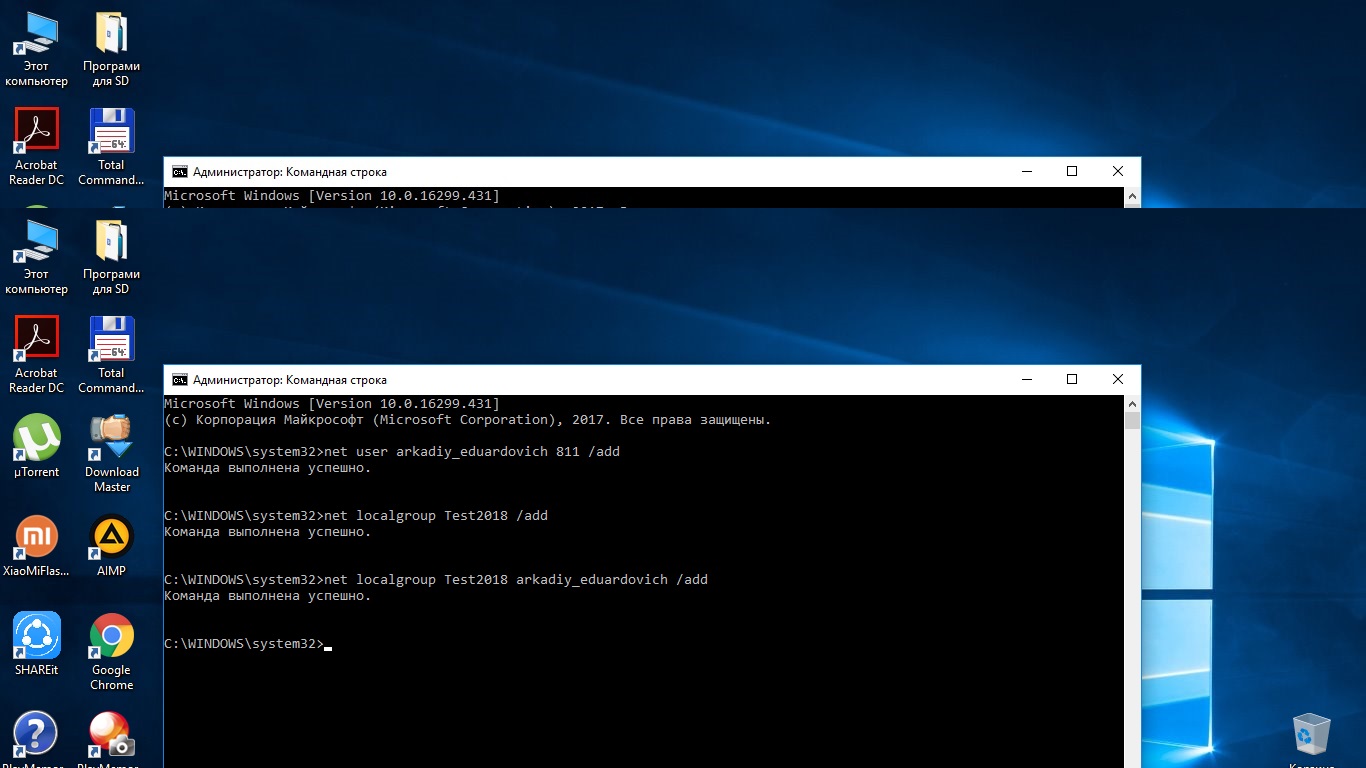 Этот
компьютер
Програми
для SD
Acrobat
Reader DC
Total
Command...
Администратор: Командная строка
Microsoft Windows [Version 10.0.16299.431]
Этот
компьютер
Програми
для SD
Acrobat
Reader DC
Total
Command...
µTorrent
Download
Master
XiaoMiFlas...
AIMP
SHAREit
Google
Chrome
Администратор: Командная строка
Microsoft Windows [Version 10.0.16299.431]
(c) Корпорация Майкрософт (Microsoft Corporation), 2017. Все права защищены.
C:\WINDOWS\system32>net user arkadiy_eduardovich 811 /add
Команда выполнена успешно.
C:\WINDOWS\system32>net localgroup Test2018 /add
Команда выполнена успешно.
C:\WINDOWS\system32>net localgroup Test2018 arkadiy_eduardovich /add
Команда выполнена успешно.
C:\WINDOWS\system32>